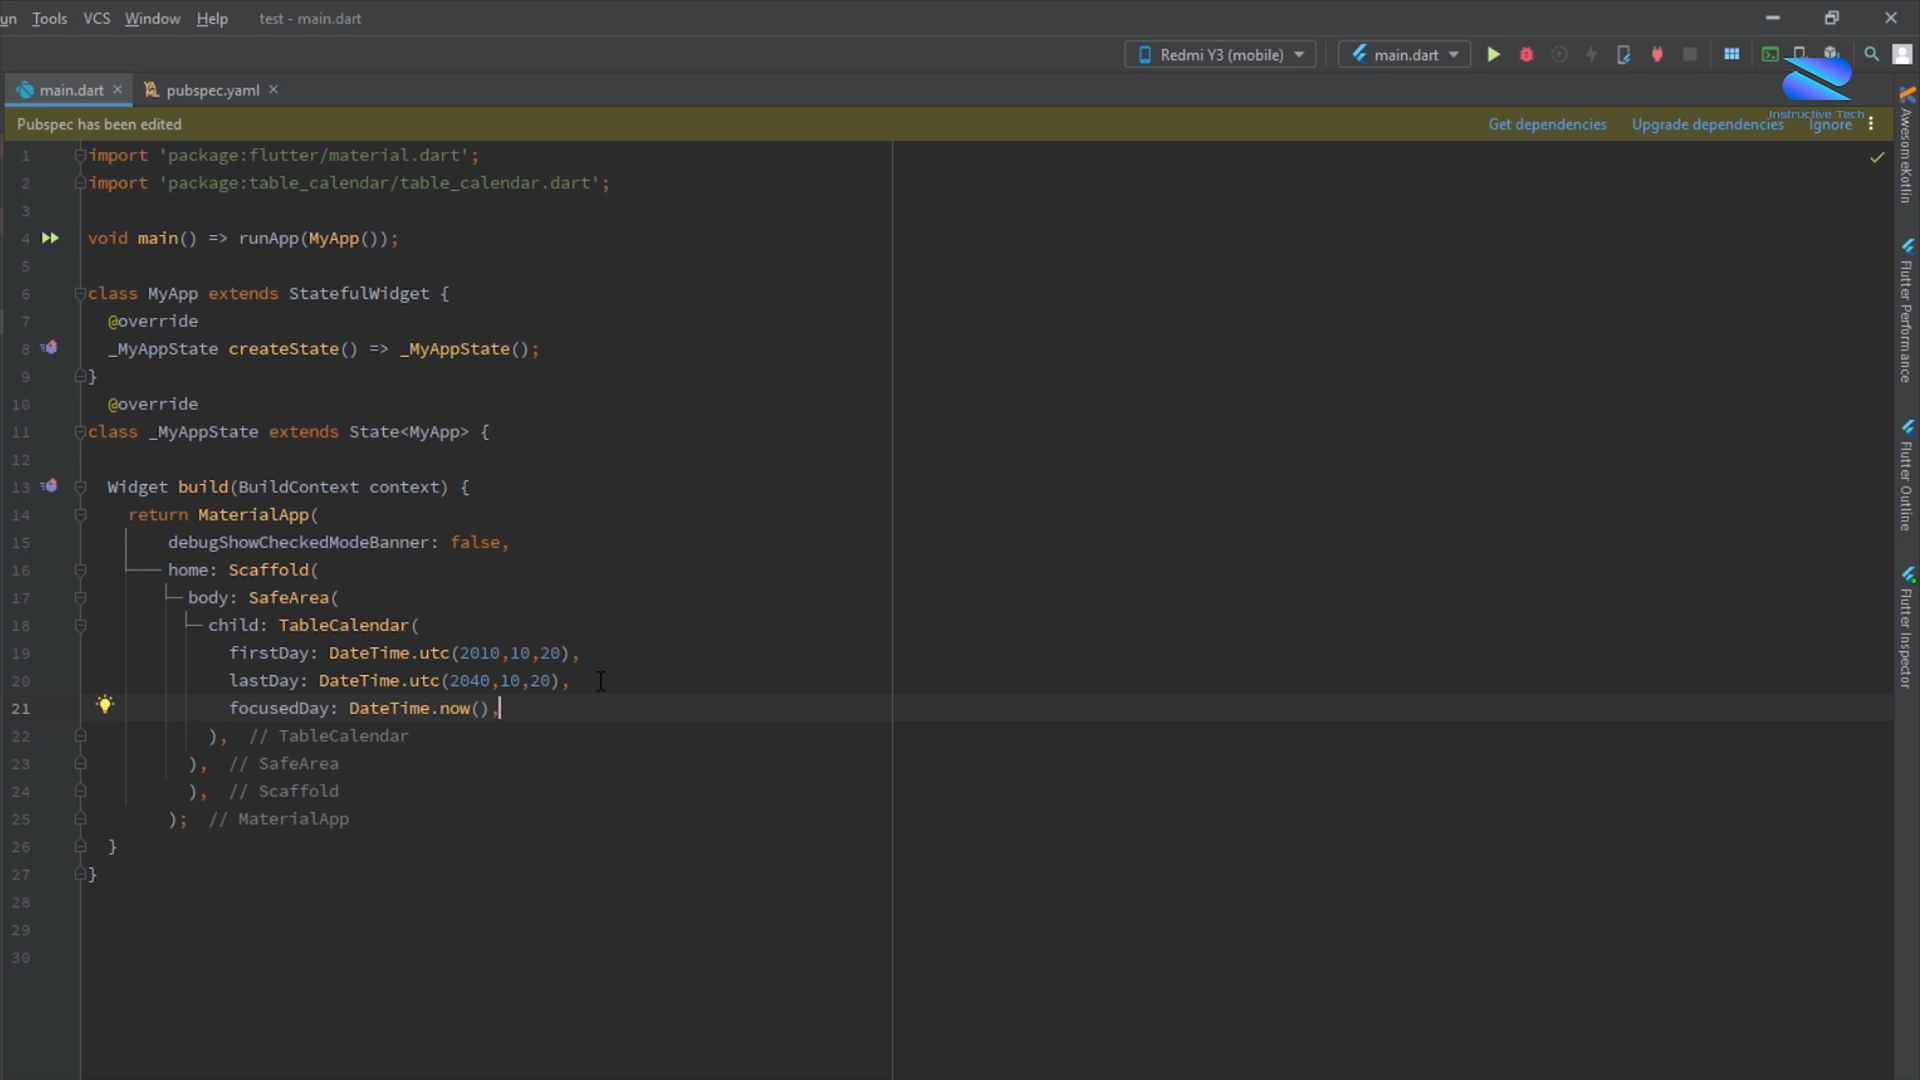 un Tools VCS Window Help test - main.dart
Redmi Y3 (mobile) main.dart
main.dart pubspec.yaml
Instructive Tech
Pubspec has been edited Get dependencies Upgrade dependencies Ignore
1 import 'package:flutter/material.dart';
2 import 'package:table_calendar/table_calendar.dart';
3
4 void main() => runApp(MyApp());
5
6 class MyApp extends StatefulWidget {
7 @override
8 _MyAppState createState() => _MyAppState();
9 }
10 @override
11 class _MyAppState extends State<MyApp> {
12
13 Widget build(BuildContext context) {
14 return MaterialApp(
15 debugShowCheckedModeBanner: false,
16 home: Scaffold(
17 body: SafeArea(
18 child: TableCalendar(
19 firstDay: DateTime.utc(2010,10,20),
20 lastDay: DateTime.utc(2040,10,20),
21 focusedDay: DateTime.now(),
22 ), // TableCalendar
23 ), // SafeArea
24 ), // Scaffold
25 ); // MaterialApp
26 }
27 }
28
29
30
AwesomeKotlin
Flutter Performance
Flutter Outline
Flutter Inspector